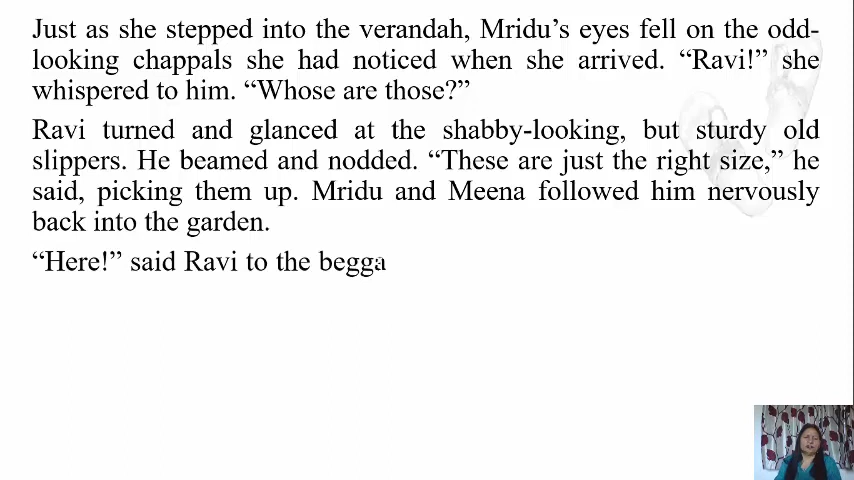 Just as she stepped into the verandah, Mridu’s eyes fell on the odd-
looking chappals she had noticed when she arrived. “Ravi!” she
whispered to him. “Whose are those?”
Ravi turned and glanced at the shabby-looking, but sturdy old
slippers. He beamed and nodded. “These are just the right size,” he
said, picking them up. Mridu and Meena followed him nervously
back into the garden.
“Here!” said Ravi to the begga